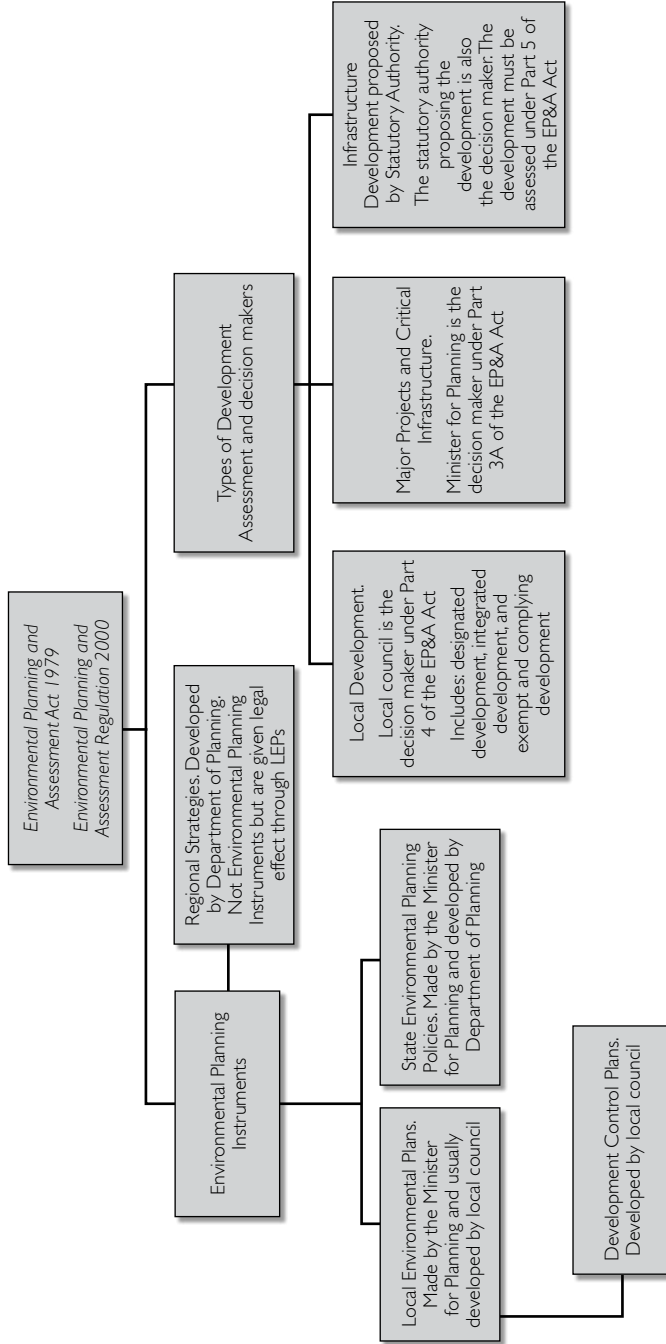 Environmental Planning and
Assessment Act 1979
Environmental Planning and
Assessment Regulation 2000
Environmental Planning
Instruments
Regional Strategies. Developed
by Department of Planning.
Not Environmental Planning
Instruments but are given legal
effect through LEPs
Types of Development
Assessment and decision makers
Local Environmental Plans.
Made by the Minister
for Planning and usually
developed by local council
State Environmental Planning
Policies. Made by the Minister
for Planning and developed by
Department of Planning
Local Development.
Local council is the
decision maker under Part
4 of the EP&A Act
Includes: designated
development, integrated
development, and
exempt and complying
development
Major Projects and Critical
Infrastructure.
Minister for Planning is the
decision maker under Part
3A of the EP&A Act
Infrastructure
Development proposed
by Statutory Authority.
The statutory authority
proposing the
development is also
the decision maker. The
development must be
assessed under Part 5 of
the EP&A Act
Development Control Plans.
Developed by local council